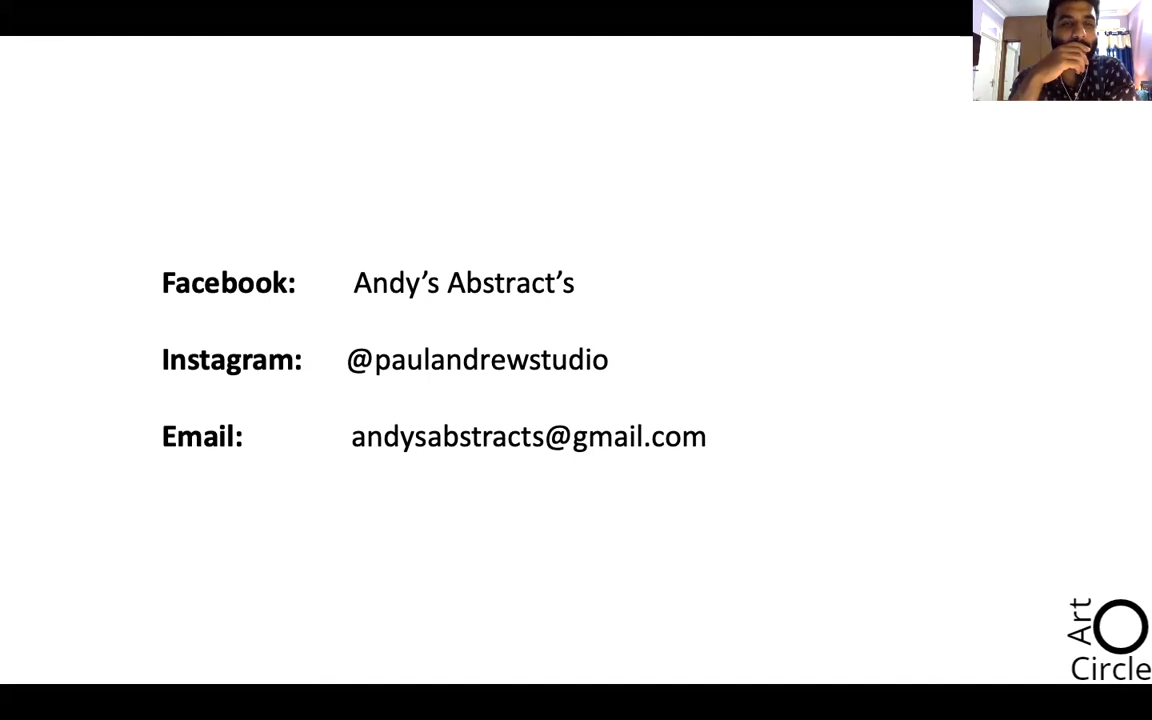 Facebook: Andy’s Abstract’s
Instagram: @paulandrewstudio
Email: andysabstracts@gmail.com
Art
Circle